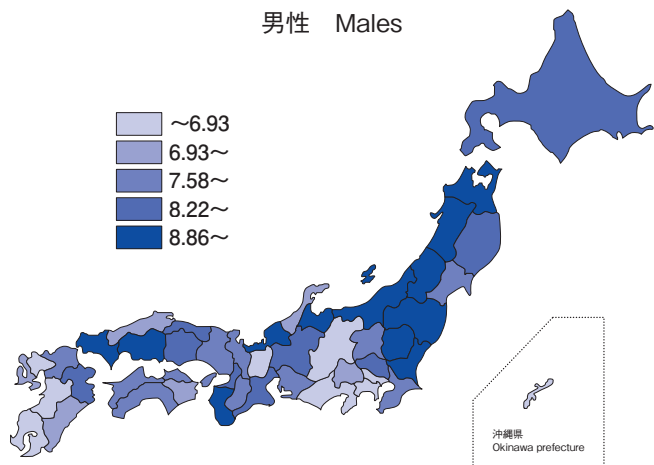 男性　Males
～6.93
6.93～
7.58～
8.22～
8.86～
沖縄県
Okinawa prefecture